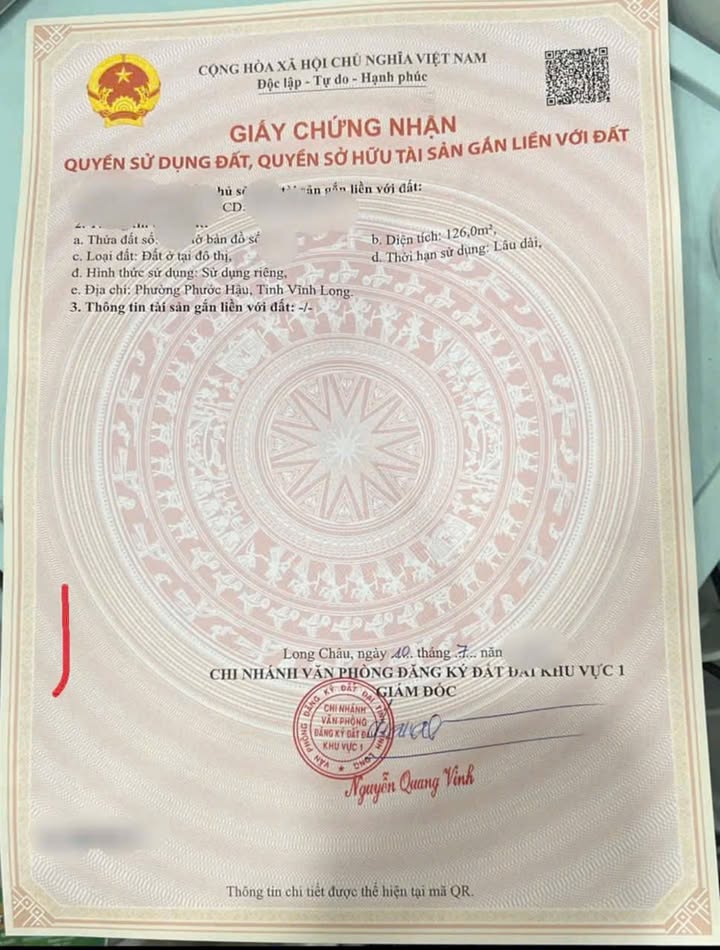 CỘNG HÒA XÃ HỘI CHỦ NGHĨA VIỆT NAM
Độc lập - Tự do - Hạnh phúc
GIẤY CHỨNG NHẬN
QUYỀN SỬ DỤNG ĐẤT, QUYỀN SỞ HỮU TÀI SẢN GẮN LIỀN VỚI ĐẤT
gắn liền với đất:
CD.
a. Thửa đất số: bản đồ số b. Diện tích: 126,0m²,
c. Loại đất: Đất ở tại đô thị, d. Thời hạn sử dụng: Lâu dài,
đ. Hình thức sử dụng: Sử dụng riêng,
e. Địa chỉ: Phường Phước Hậu, Tỉnh Vĩnh Long.
3. Thông tin tài sản gắn liền với đất: -/-
Long Châu, ngày 10 tháng 7 năm
CHI NHÁNH VĂN PHÒNG ĐĂNG KÝ ĐẤT ĐAI KHU VỰC 1
GIÁM ĐỐC
CHI NHÁNH
VĂN PHÒNG
ĐĂNG KÝ ĐẤT ĐAI
KHU VỰC 1
Nguyễn Quang Vinh
Thông tin chi tiết được thể hiện tại mã QR.